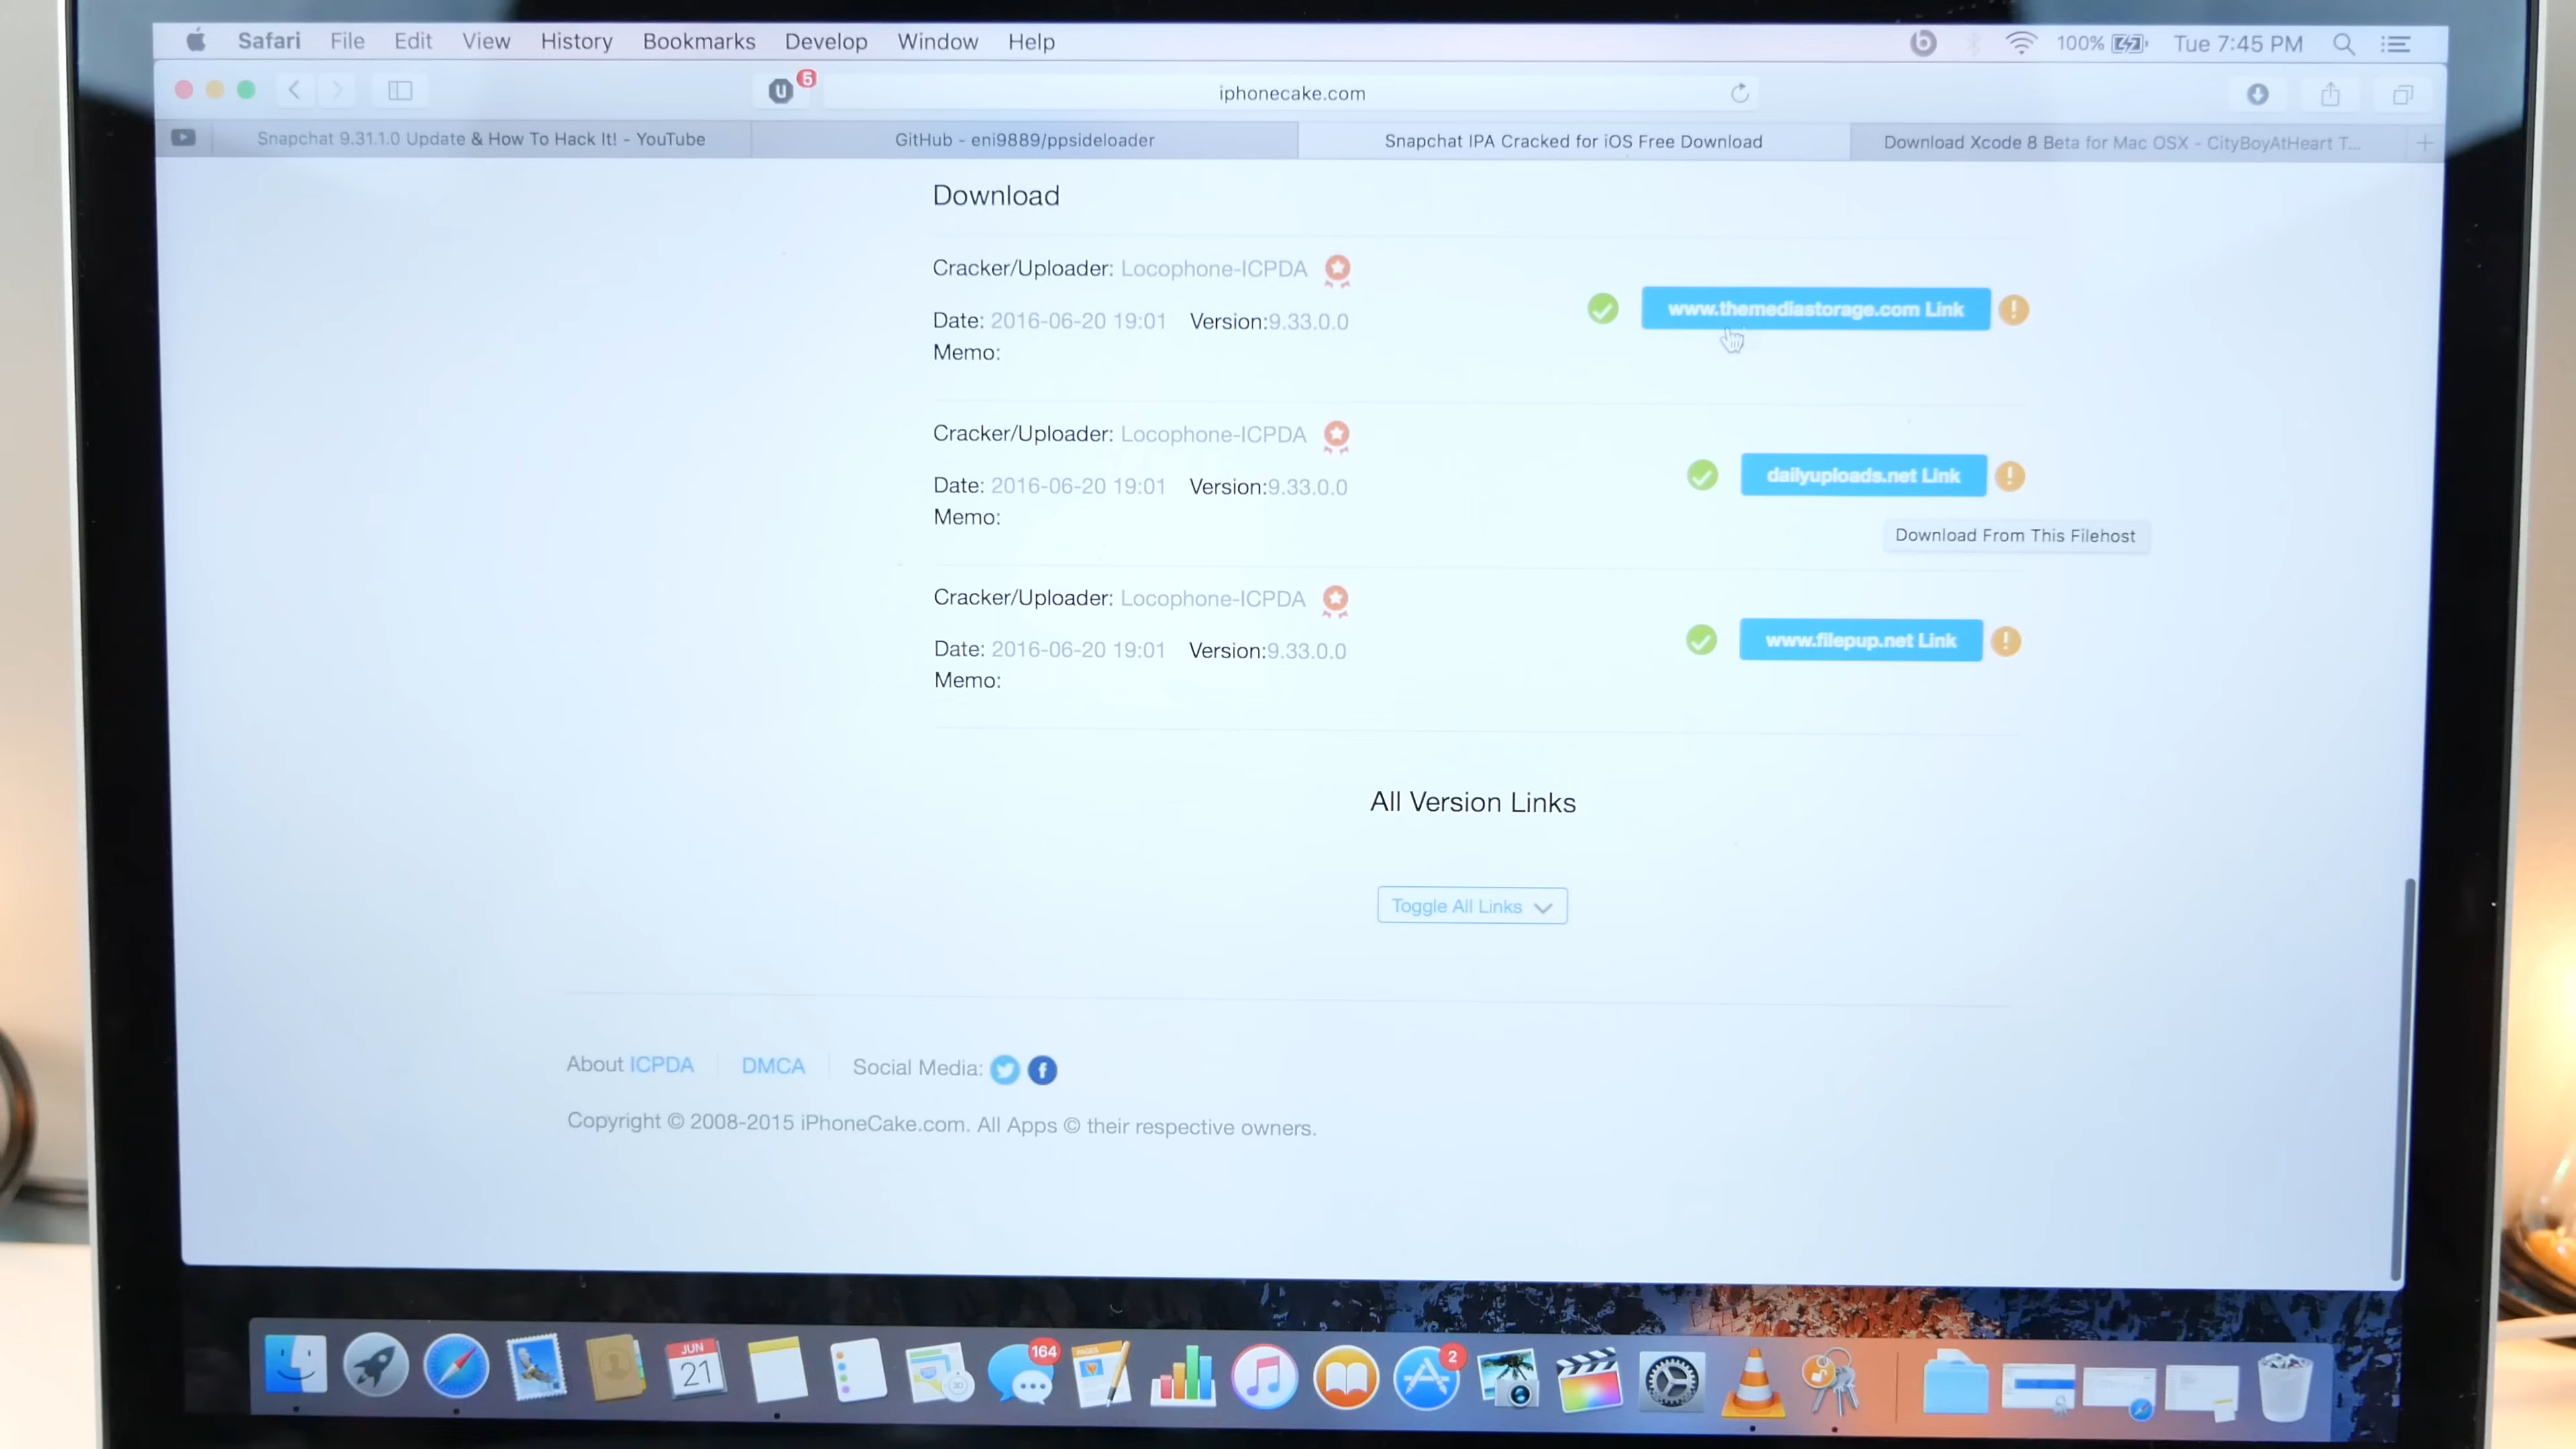 Safari File Edit View History Bookmarks Develop Window Help 100% Tue 7:45 PM
U 5 iphonecake.com
Snapchat 9.31.1.0 Update & How To Hack It! - YouTube GitHub - eni9889/ppsideloader Snapchat IPA Cracked for iOS Free Download Download Xcode 8 Beta for Mac OSX - CityBoyAtHeart T...
Download
Cracker/Uploader: Locophone-ICPDA
www.themediastorage.com Link
Date: 2016-06-20 19:01 Version:9.33.0.0
Memo:
Cracker/Uploader: Locophone-ICPDA
dailyuploads.net Link
Date: 2016-06-20 19:01 Version:9.33.0.0
Memo:
Download From This Filehost
Cracker/Uploader: Locophone-ICPDA
www.filepup.net Link
Date: 2016-06-20 19:01 Version:9.33.0.0
Memo:
All Version Links
Toggle All Links
About ICPDA DMCA Social Media:
Copyright © 2008-2015 iPhoneCake.com. All Apps © their respective owners.
JUN
21
164
PAGES
2